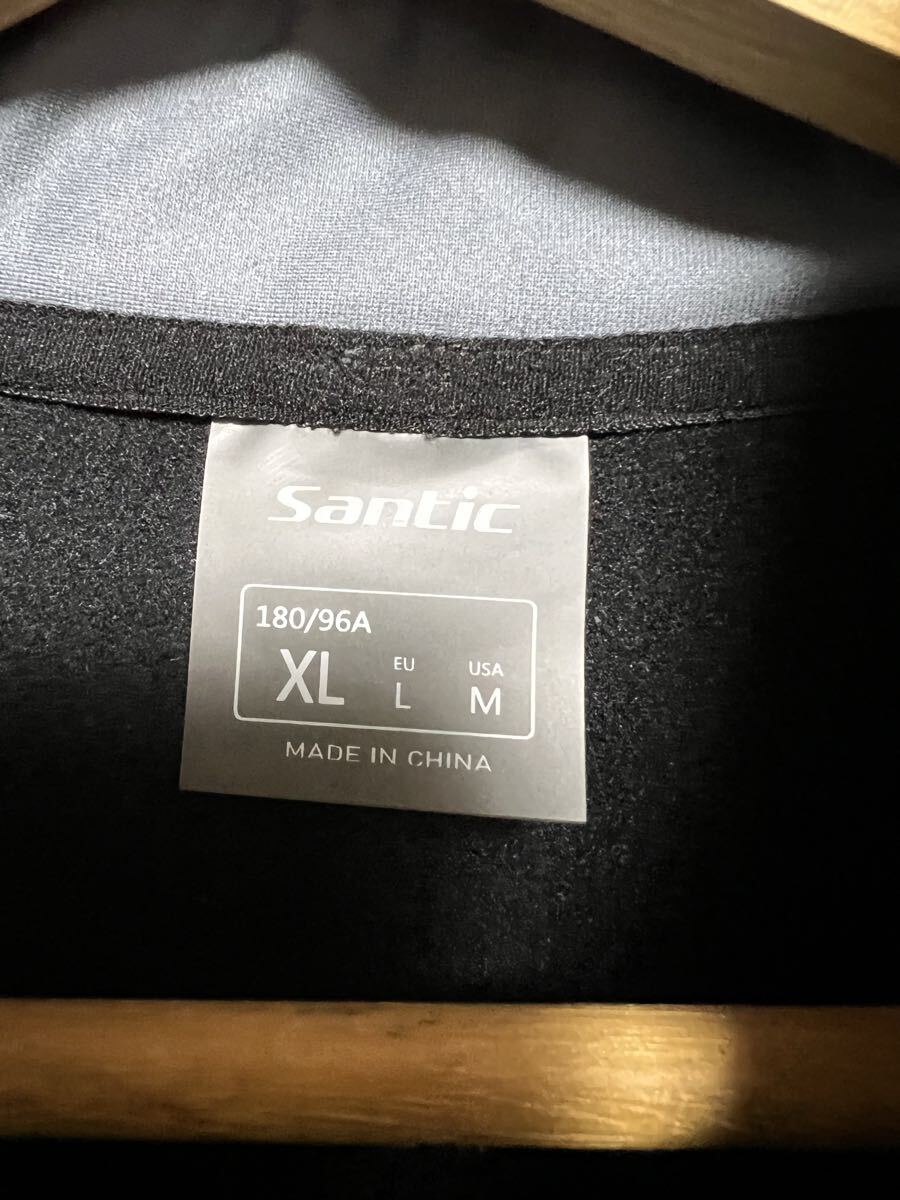 Santic
180/96A
EU USA
XL L M
MADE IN CHINA